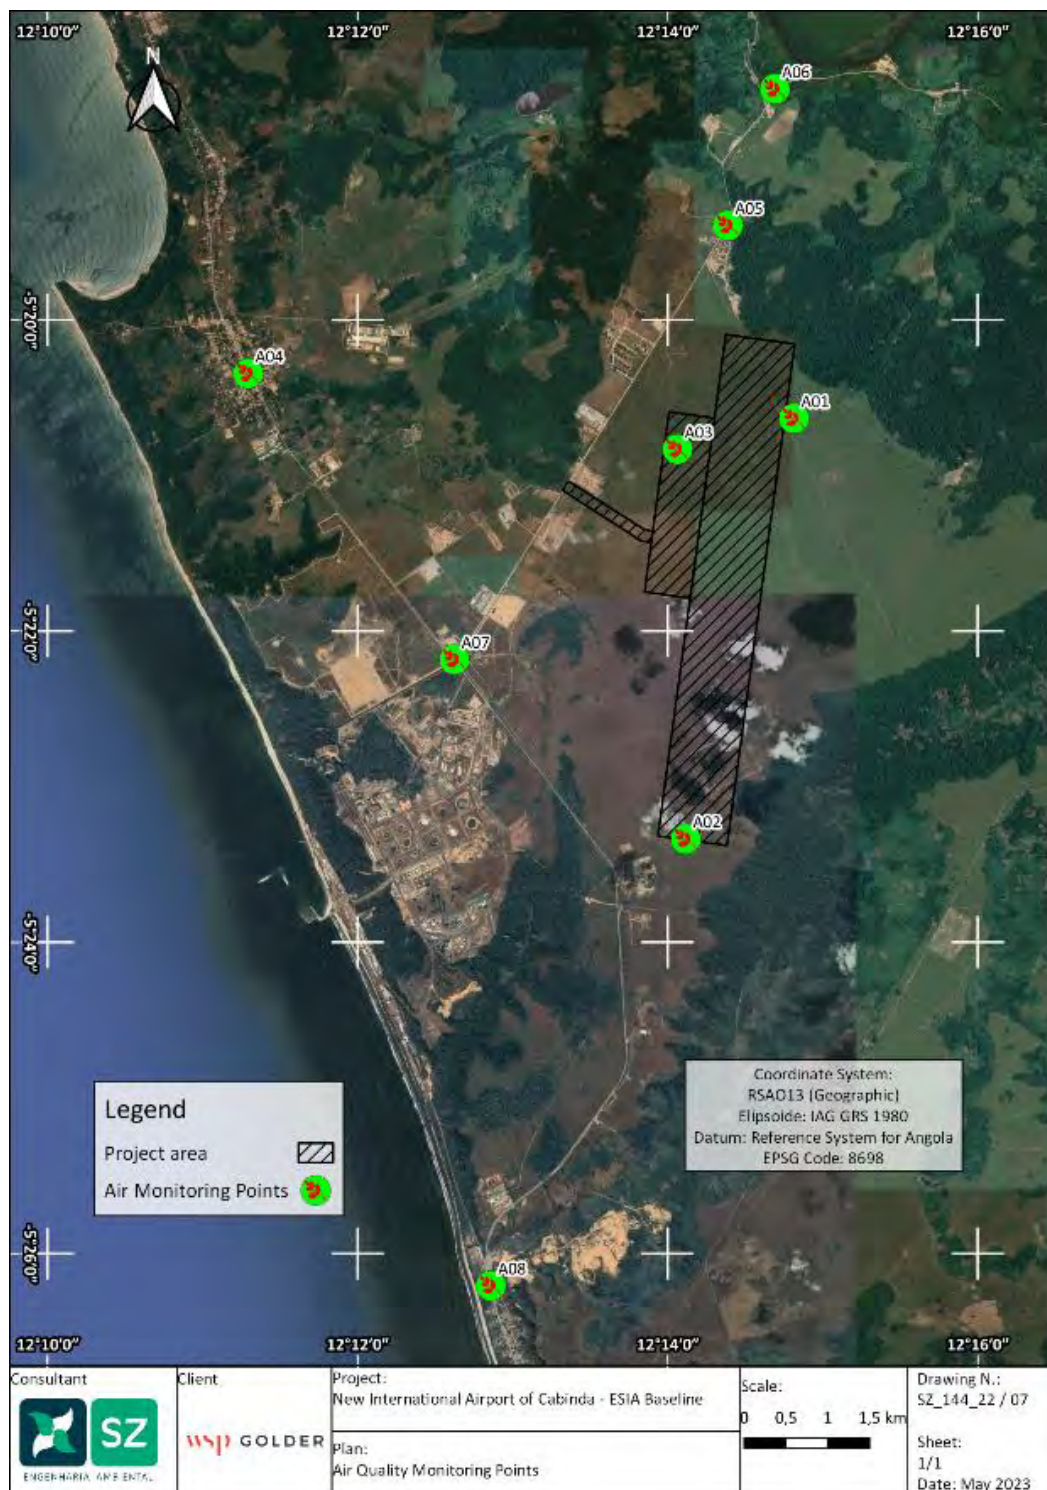 12°10'0" 12°12'0" 12°14'0" 12°16'0"
N
A06
A05
-5°20'0"
A04
A01
A03
-5°22'0"
A07
A02
-5°24'0"
Coordinate System:
RSAO13 (Geographic)
Elipsoide: IAG GRS 1980
Datum: Reference System for Angola
EPSG Code: 8698
Legend
Project area
Air Monitoring Points
-5°26'0"
A08
12°10'0" 12°12'0" 12°14'0" 12°16'0"
Consultant
SZ
ENGENHARIA AMBIENTAL
Client
wsp GOLDER
Project:
New International Airport of Cabinda - ESIA Baseline
Plan:
Air Quality Monitoring Points
Scale:
0 0,5 1 1,5 km
Drawing N.:
SZ_144_22 / 07
Sheet:
1/1
Date: May 2023